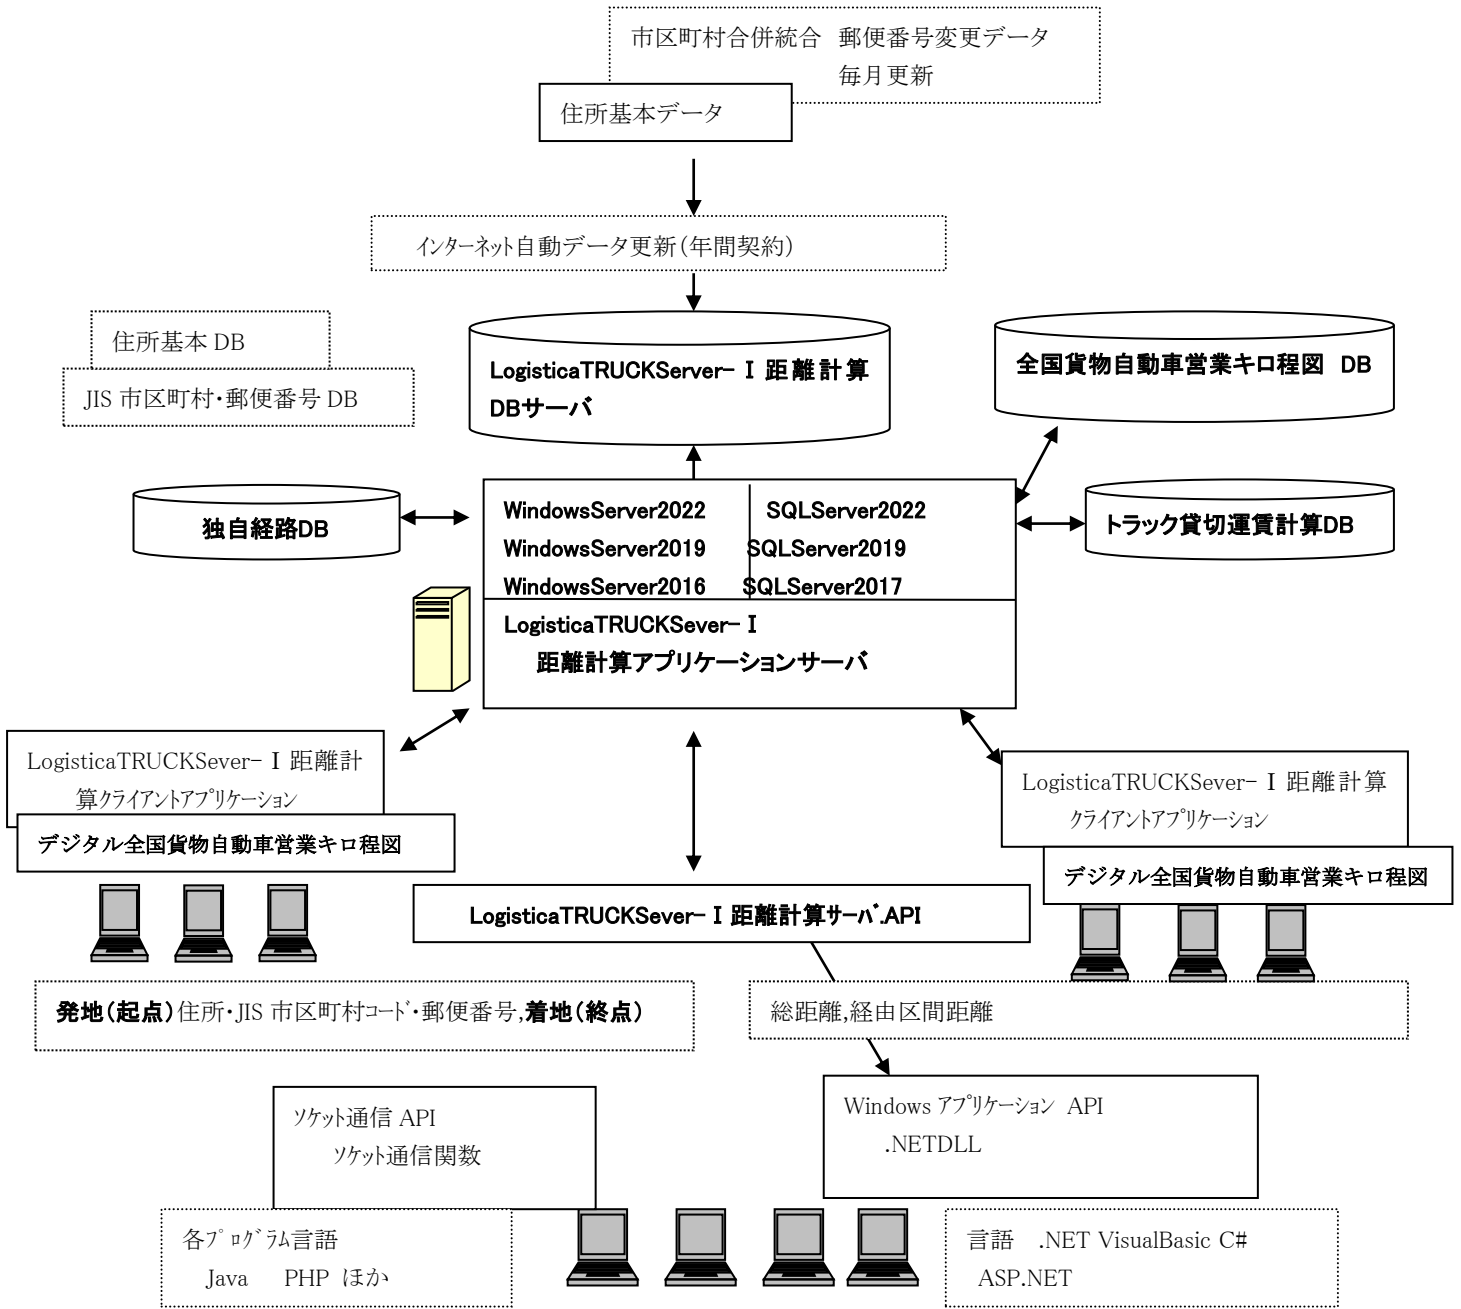 市区町村合併統合　郵便番号変更データ
毎月更新
住所基本データ
インターネット自動データ更新(年間契約)
住所基本 DB
JIS 市区町村・郵便番号 DB
LogisticaTRUCKServer-Ⅰ距離計算
DBサーバ
全国貨物自動車営業キロ程図　DB
独自経路DB
トラック貸切運賃計算DB
WindowsServer2022　SQLServer2022
WindowsServer2019　SQLServer2019
WindowsServer2016　SQLServer2017
LogisticaTRUCKSever-Ⅰ
距離計算アプリケーションサーバ
LogisticaTRUCKSever-Ⅰ距離計
算クライアントアプリケーション
デジタル全国貨物自動車営業キロ程図
LogisticaTRUCKSever-Ⅰ距離計算
クライアントアプリケーション
デジタル全国貨物自動車営業キロ程図
LogisticaTRUCKSever-Ⅰ距離計算ｻｰﾊﾞ.API
発地(起点)住所・JIS 市区町村ｺｰﾄﾞ・郵便番号,着地(終点)
総距離,経由区間距離
ソケット通信 API
ソケット通信関数
Windows アプリケーション API
.NETDLL
各ﾌﾟﾛｸﾞﾗﾑ言語
Java　PHP ほか
言語　.NET VisualBasic C#
ASP.NET